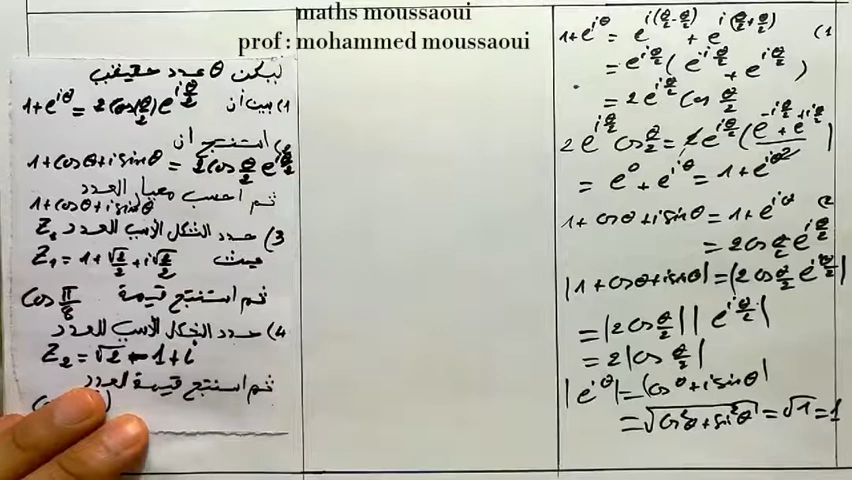 maths moussaoui
prof : mohammed moussaoui
ليكن θ عدد حقيقي
1) بين أن 1+e^{iθ} = 2cos(θ/2)e^{iθ/2}
2) استنتج أن
1+cosθ+i sinθ = 2cos θ/2 e^{iθ/2}
ثم احسب معيار العدد
1+cosθ+i sinθ
3) حدد الشكل الأسي للعدد Z₁
حيث Z₁ = 1+√2/2+i√2/2
ثم استنتج قيمة cos π/8
4) حدد الشكل الأسي للعدد
Z₂ = √2 - 1 + i
ثم استنتج قيمة العدد
1) 1+e^{iθ} = e^{i(θ/2-θ/2)} + e^{i(θ/2+θ/2)}
= e^{iθ/2}(e^{-iθ/2} + e^{iθ/2})
= 2e^{iθ/2} cos θ/2
2e^{iθ/2} cos θ/2 = 2e^{iθ/2}(e^{-iθ/2} + e^{+iθ/2} / 2)
= e^0 + e^{iθ} = 1+e^{iθ}
2) 1+cosθ+i sinθ = 1+e^{iθ}
= 2cos θ/2 e^{iθ/2}
|1+cosθ+i sinθ| = |2cos θ/2 e^{iθ/2}|
= |2cos θ/2| |e^{iθ/2}|
= 2|cos θ/2|
|e^{iθ}| = |cosθ+i sinθ|
= √cos²θ+sin²θ = √1 = 1